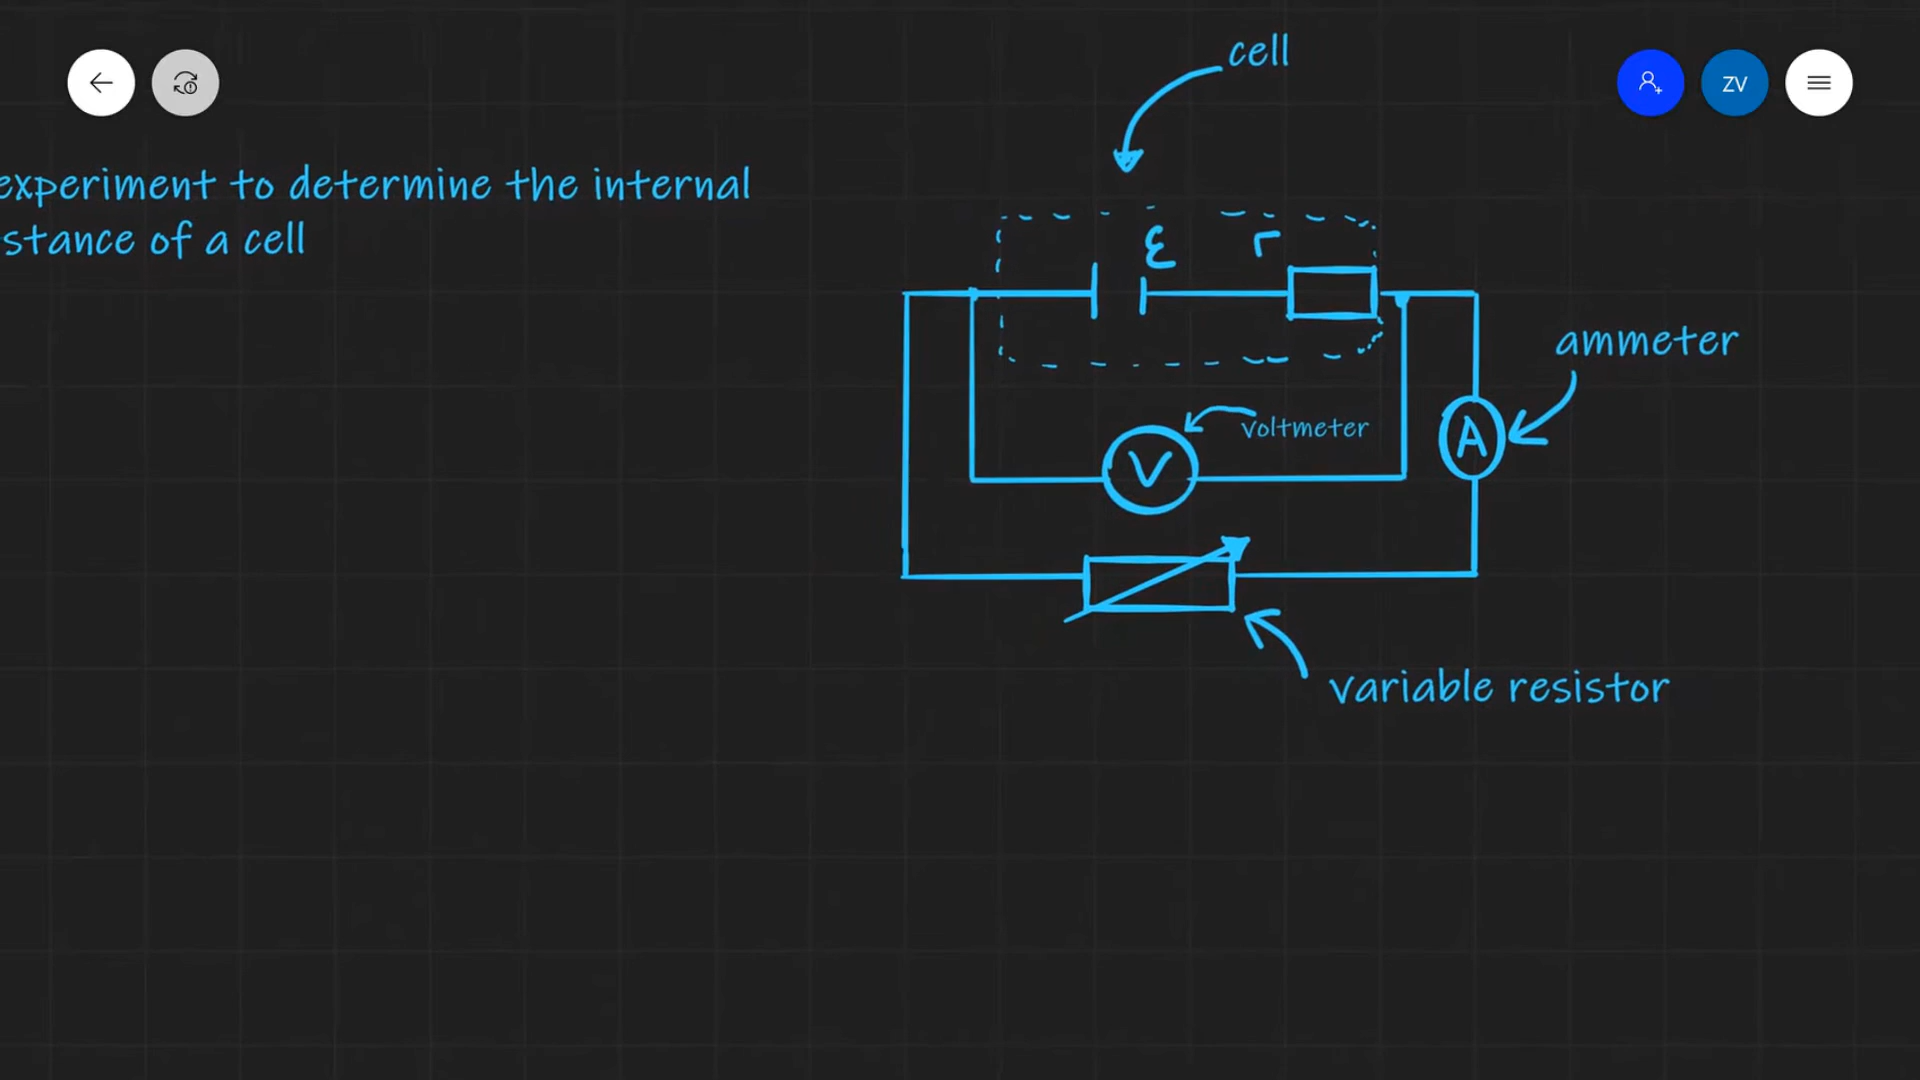 cell
ZV
experiment to determine the internal
stance of a cell
ε r
ammeter
voltmeter
A
V
variable resistor